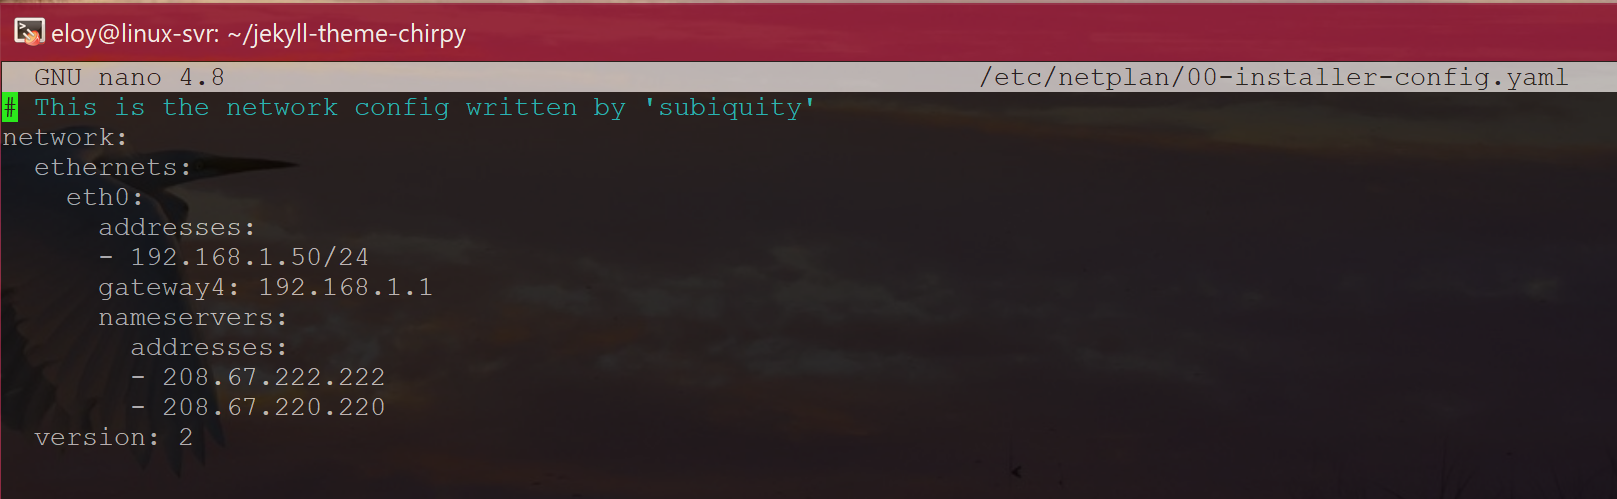 eloy@linux-svr: ~/jekyll-theme-chirpy
GNU nano 4.8 /etc/netplan/00-installer-config.yaml
# This is the network config written by 'subiquity'
network:
  ethernets:
    eth0:
      addresses:
      - 192.168.1.50/24
      gateway4: 192.168.1.1
      nameservers:
        addresses:
        - 208.67.222.222
        - 208.67.220.220
  version: 2